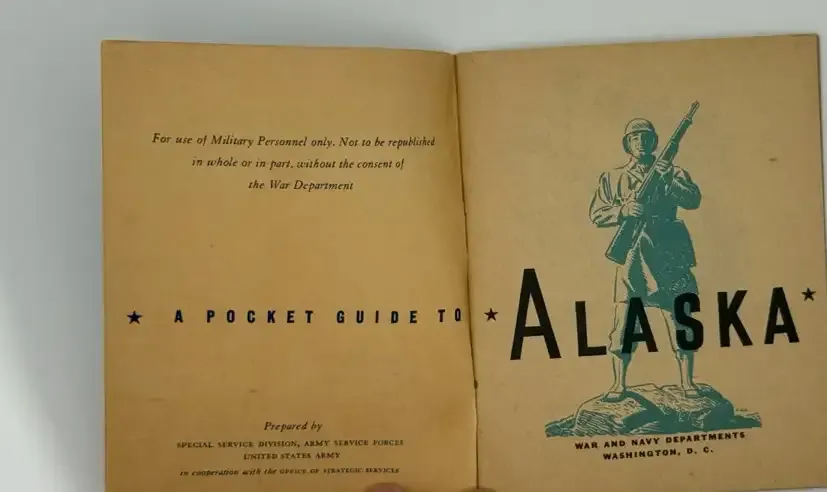 For use of Military Personnel only. Not to be republished
in whole or in part, without the consent of
the War Department
★ A POCKET GUIDE TO ★ ALASKA ★
Prepared by
SPECIAL SERVICE DIVISION, ARMY SERVICE FORCES
UNITED STATES ARMY
in cooperation with the OFFICE OF STRATEGIC SERVICES
WAR AND NAVY DEPARTMENTS
WASHINGTON, D. C.